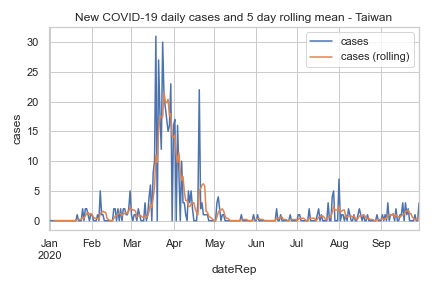 New COVID-19 daily cases and 5 day rolling mean - Taiwan
cases
cases (rolling)
30
25
20
15
10
5
0
cases
Jan Feb Mar Apr May Jun Jul Aug Sep
2020
dateRep